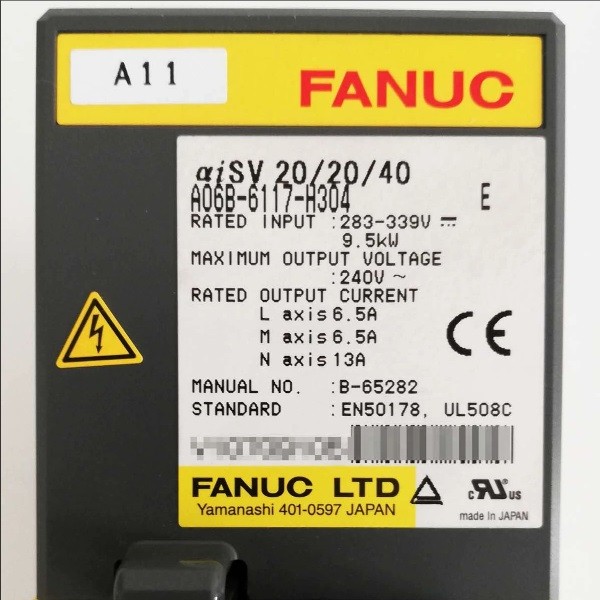 A11
FANUC
αiSV 20/20/40
A06B-6117-H304 E
RATED INPUT :283-339V ⎓
9.5kW
MAXIMUM OUTPUT VOLTAGE
:240V ~
RATED OUTPUT CURRENT
L axis 6.5A
M axis 6.5A
N axis 13A
CE
MANUAL NO. :B-65282
STANDARD :EN50178, UL508C
FANUC LTD
Yamanashi 401-0597 JAPAN
c RU US
made in JAPAN